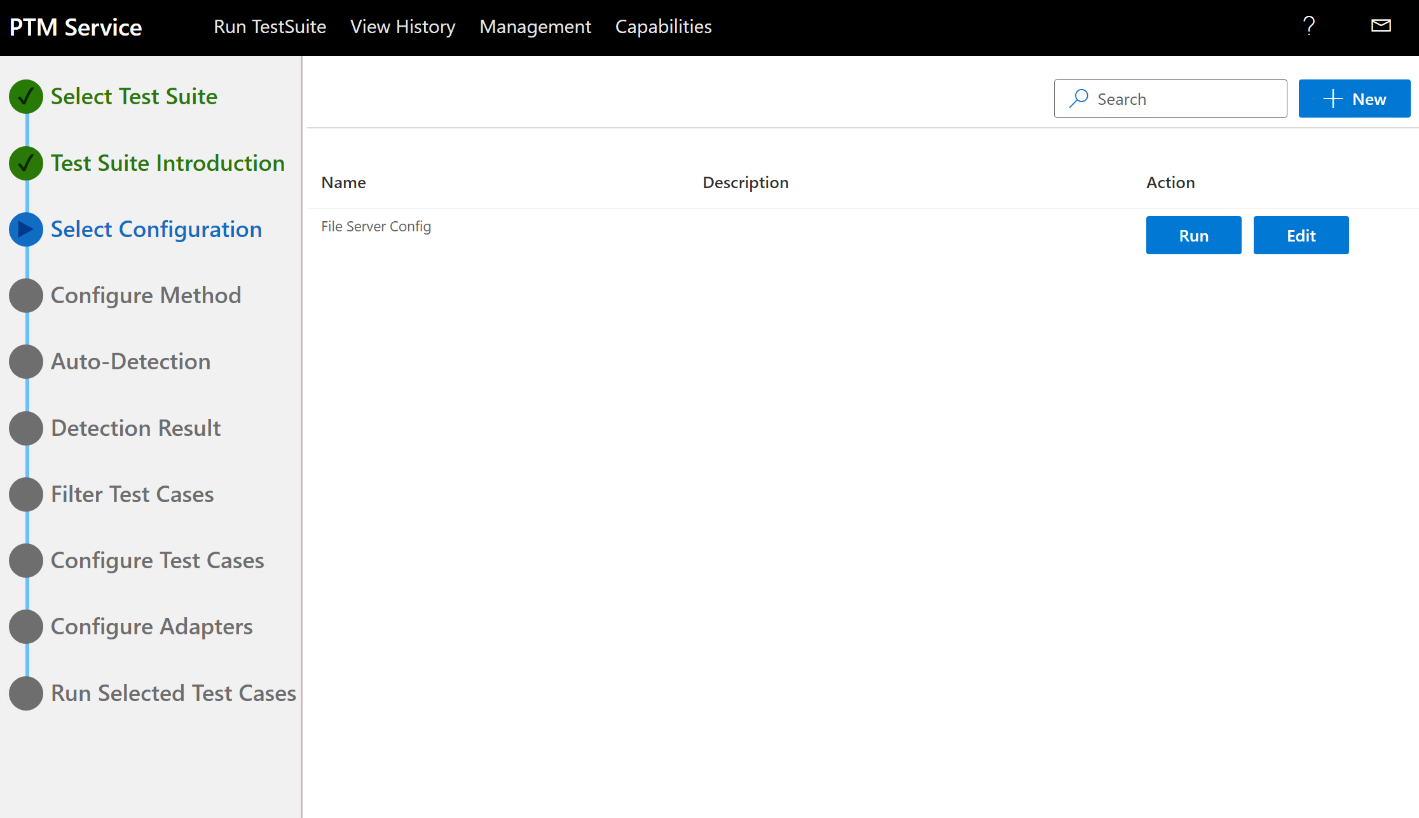 PTM Service
Run TestSuite
View History
Management
Capabilities
?
Select Test Suite
Test Suite Introduction
Select Configuration
Configure Method
Auto-Detection
Detection Result
Filter Test Cases
Configure Test Cases
Configure Adapters
Run Selected Test Cases
Search
New
Name
Description
Action
File Server Config
Run
Edit